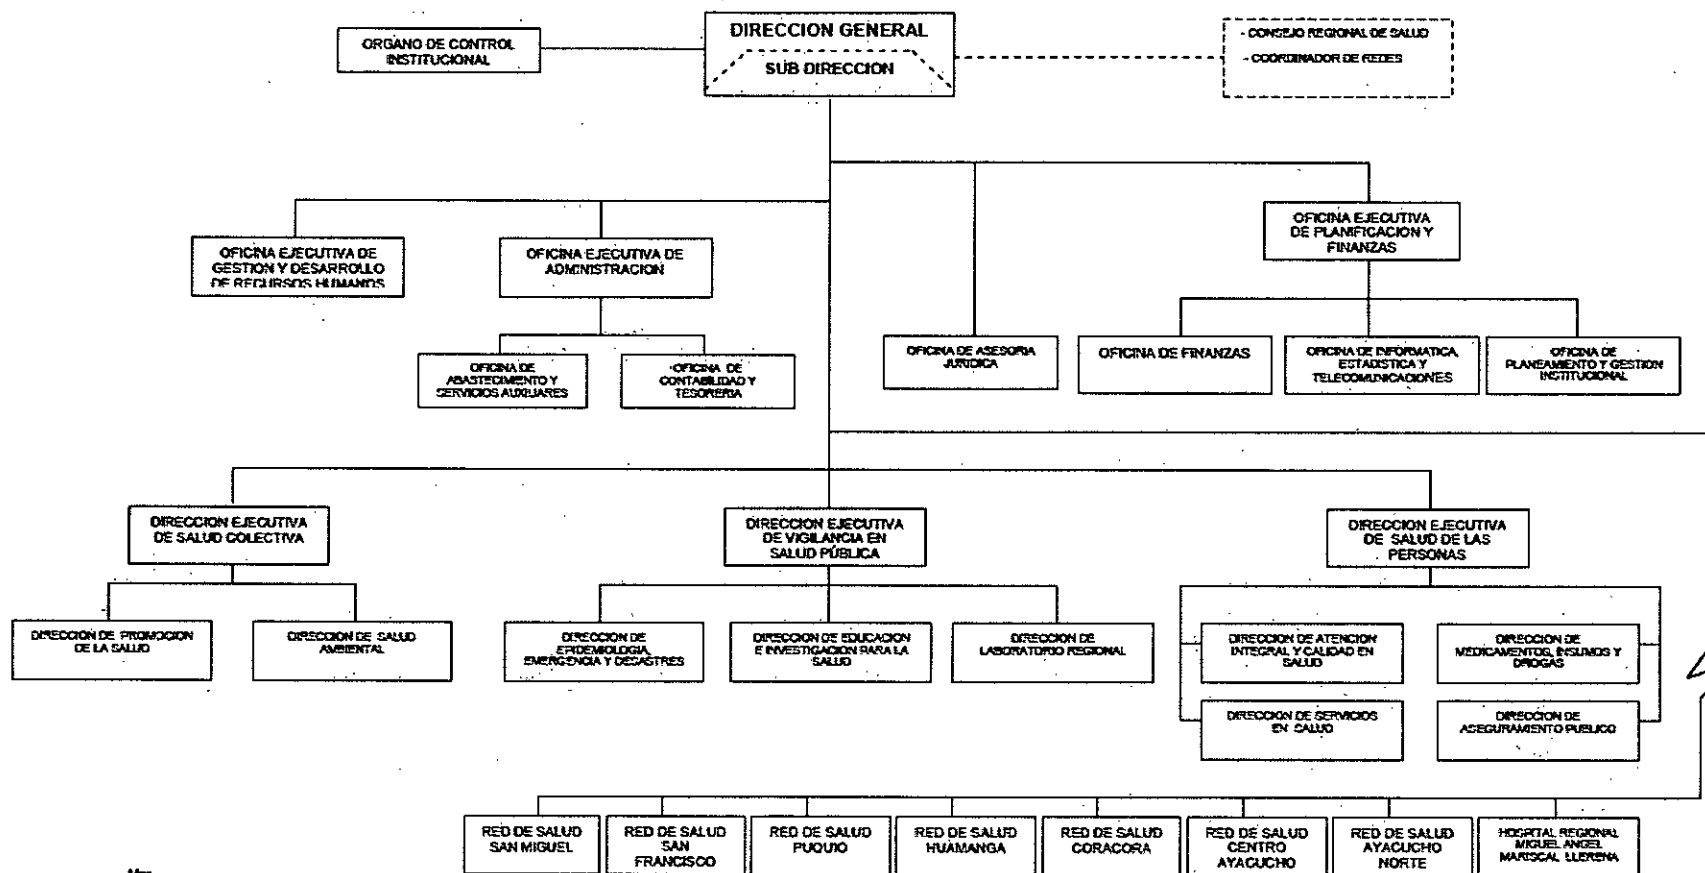 DIRECCION GENERAL
SUB DIRECCION
ORGANO DE CONTROL
INSTITUCIONAL
- CONSEJO REGIONAL DE SALUD
- COORDINADOR DE REDES
OFICINA EJECUTIVA DE
GESTION Y DESARROLLO
DE RECURSOS HUMANOS
OFICINA EJECUTIVA DE
ADMINISTRACION
OFICINA EJECUTIVA
DE PLANIFICACION Y
FINANZAS
OFICINA DE
ABASTECIMIENTO Y
SERVICIOS AUXILIARES
OFICINA DE
CONTABILIDAD Y
TESORERIA
OFICINA DE ASESORIA
JURIDICA
OFICINA DE FINANZAS
OFICINA DE INFORMATICA,
ESTADISTICA Y
TELECOMUNICACIONES
OFICINA DE
PLANEAMIENTO Y GESTION
INSTITUCIONAL
DIRECCION EJECUTIVA
DE SALUD COLECTIVA
DIRECCION EJECUTIVA
DE VIGILANCIA EN
SALUD PÚBLICA
DIRECCION EJECUTIVA
DE SALUD DE LAS
PERSONAS
DIRECCION DE PROMOCION
DE LA SALUD
DIRECCION DE SALUD
AMBIENTAL
DIRECCION DE
EPIDEMIOLOGIA,
EMERGENCIA Y DESASTRES
DIRECCION DE EDUCACION
E INVESTIGACION PARA LA
SALUD
DIRECCION DE
LABORATORIO REGIONAL
DIRECCION DE ATENCION
INTEGRAL Y CALIDAD EN
SALUD
DIRECCION DE
MEDICAMENTOS, INSUMOS Y
DROGAS
DIRECCION DE SERVICIOS
EN SALUD
DIRECCION DE
ASEGURAMIENTO PUBLICO
RED DE SALUD
SAN MIGUEL
RED DE SALUD
SAN
FRANCISCO
RED DE SALUD
PUQUIO
RED DE SALUD
HUAMANGA
RED DE SALUD
CORACORA
RED DE SALUD
CENTRO
AYACUCHO
RED DE SALUD
AYACUCHO
NORTE
HOSPITAL REGIONAL
MIGUEL ANGEL
MARISCAL LLERENA